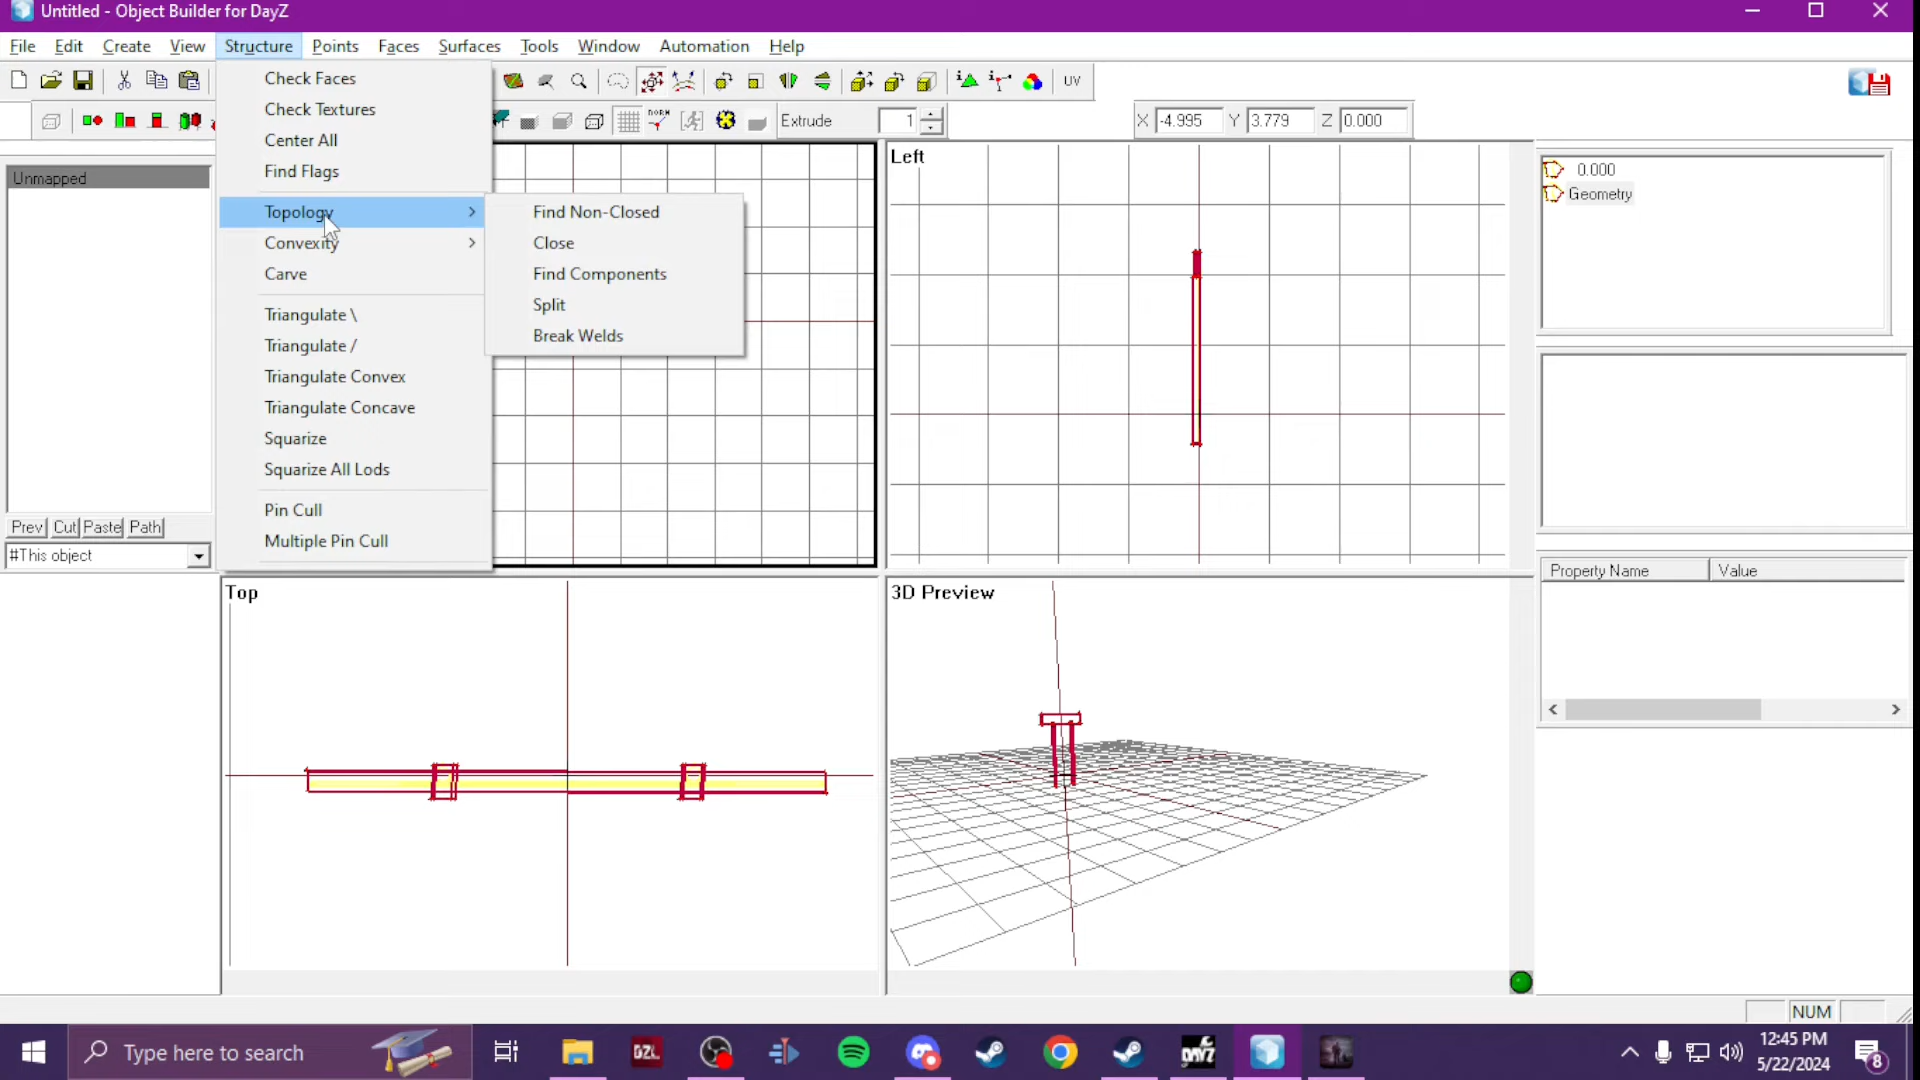 Untitled - Object Builder for DayZ
File Edit Create View Structure Points Faces Surfaces Tools Window Automation Help
UV
NORM Extrude 1 X -4.995 Y 3.779 Z 0.000
Check Faces
Check Textures
Center All
Find Flags
Topology
Convexity
Carve
Triangulate \
Triangulate /
Triangulate Convex
Triangulate Concave
Squarize
Squarize All Lods
Pin Cull
Multiple Pin Cull
Find Non-Closed
Close
Find Components
Split
Break Welds
Unmapped
Prev Cut Paste Path
#This object
Left
0.000
Geometry
Property Name Value
Top
3D Preview
NUM
Type here to search
DZL
DAYZ
12:45 PM
5/22/2024
8